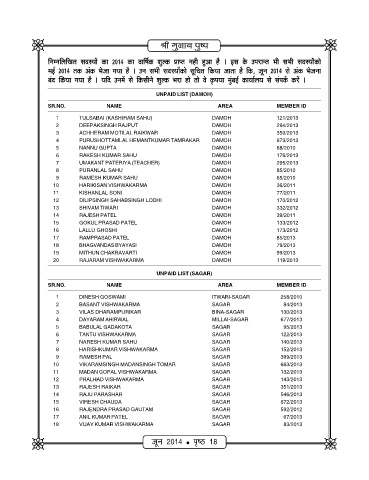 श्री गुलाब पुष्प
निम्नलिखित सदस्यों का 2014 का वार्षिक शुल्क प्राप्त नहीं हुआ है । इस के उपरान्त भी सभी सदस्योंको
मई 2014 तक अंक भेजा गया है । उन सभी सदस्योंको सूचित किया जाता है कि, जून 2014 से अंक भेजना
बंद किया गया है । यदि उनमें से किसीने शुल्क भरा हो तो वे कृपया मुंबई कार्यालय से संपर्क करें ।
UNPAID LIST (DAMOH)
SR.NO. NAME AREA MEMBER ID
1 TULSABAI (KASHIRAM SAHU) DAMOH 121/2013
2 DEEPAKSINGH RAJPUT DAMOH 294/2013
3 ACHHERAM MOTILAL RAIKWAR DAMOH 350/2013
4 PURUSHOTTAMLAL HEMANTKUMAR TAMRAKAR DAMOH 673/2013
5 NANNU GUPTA DAMOH 68/2010
6 RAKESH KUMAR SAHU DAMOH 176/2013
7 UMAKANT PATERIYA (TEACHER) DAMOH 295/2013
8 PURANLAL SAHU DAMOH 85/2010
9 RAMESH KUMAR SAHU DAMOH 65/2010
10 HARIKISAN VISHWAKARMA DAMOH 36/2011
11 KISHANLAL SONI DAMOH 77/2011
12 DILIPSINGH SAHABSINGH LODHI DAMOH 170/2012
13 SHIVAM TIWARI DAMOH 332/2012
14 RAJESH PATEL DAMOH 39/2011
15 GOKUL PRASAD PATEL DAMOH 133/2012
16 LALLU GHOSHI DAMOH 173/2012
17 RAMPRASAD PATEL DAMOH 85/2013
18 BHAGVANDAS BYAYASI DAMOH 79/2013
19 MITHUN CHAKRAVARTI DAMOH 99/2013
20 RAJARAM VISHWAKARMA DAMOH 119/2013
UNPAID LIST (SAGAR)
SR.NO. NAME AREA MEMBER ID
1 DINESH GOSWAMI ITWARI-SAGAR 258/2010
2 BASANT VISHWAKARMA SAGAR 84/2013
3 VILAS DHARAMPURIKAR BINA-SAGAR 130/2013
4 DAYARAM AHIRWAL MILLAI-SAGAR 677/2013
5 BABULAL GADAKOTA SAGAR 95/2013
6 TANTU VISHWAKARMA SAGAR 122/2013
7 NARESH KUMAR SAHU SAGAR 140/2013
8 HARISHKUMAR VISHWAKARMA SAGAR 152/2013
9 RAMESH PAL SAGAR 399/2013
10 VIKARAMSINGH MADANSINGH TOMAR SAGAR 663/2013
11 MADAN GOPAL VISHWAKARMA SAGAR 132/2013
12 PRALHAD VISHWAKARMA SAGAR 149/2013
13 RAJESH RAIKAR SAGAR 351/2013
14 RAJU PARASHAR SAGAR 546/2013
15 VIRESH CHAUDA SAGAR 672/2013
16 RAJENDRA PRASAD GAUTAM SAGAR 592/2012
17 ANIL KUMAR PATEL SAGAR 67/2013
18 VIJAY KUMAR VISHWAKARMA SAGAR 83/2013
जून 2014 • पृष्ठ 18